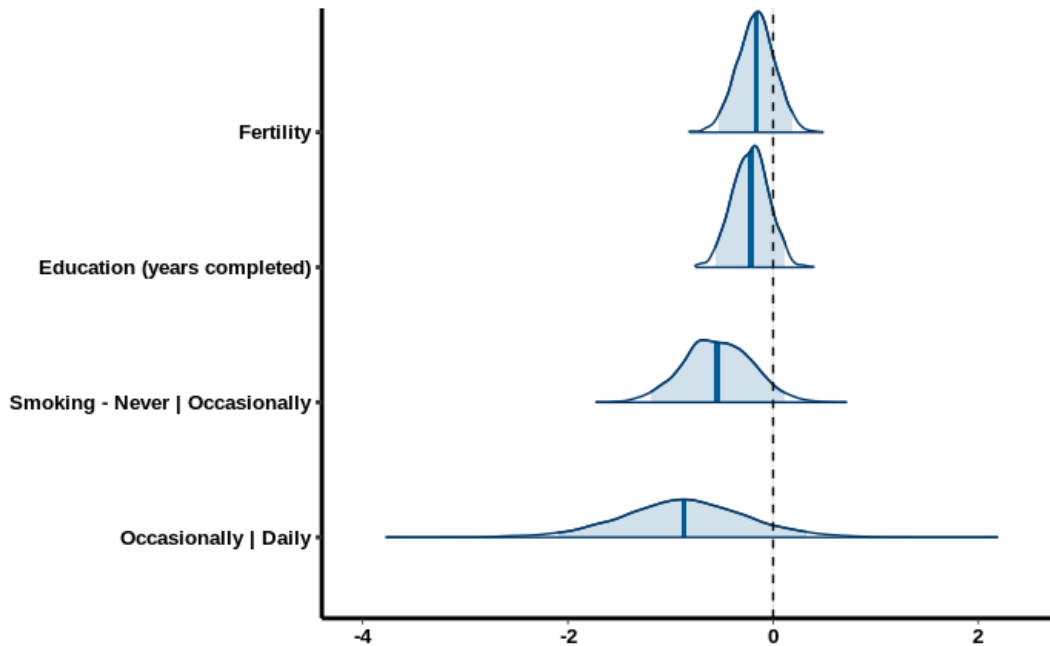 Fertility
Education (years completed)
Smoking - Never | Occasionally
Occasionally | Daily
-4 -2 0 2